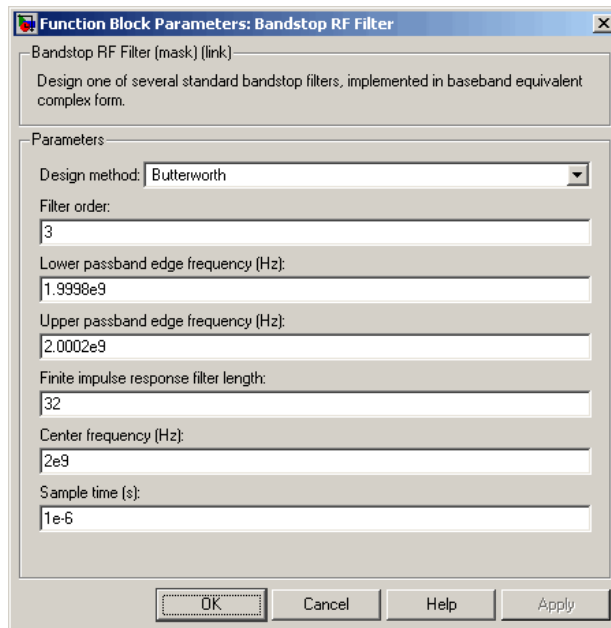 Function Block Parameters: Bandstop RF Filter
Bandstop RF Filter (mask) (link)
Design one of several standard bandstop filters, implemented in baseband equivalent
complex form.
Parameters
Design method: Butterworth
Filter order:
3
Lower passband edge frequency (Hz):
1.9998e9
Upper passband edge frequency (Hz):
2.0002e9
Finite impulse response filter length:
32
Center frequency (Hz):
2e9
Sample time (s):
1e-6
OK Cancel Help Apply